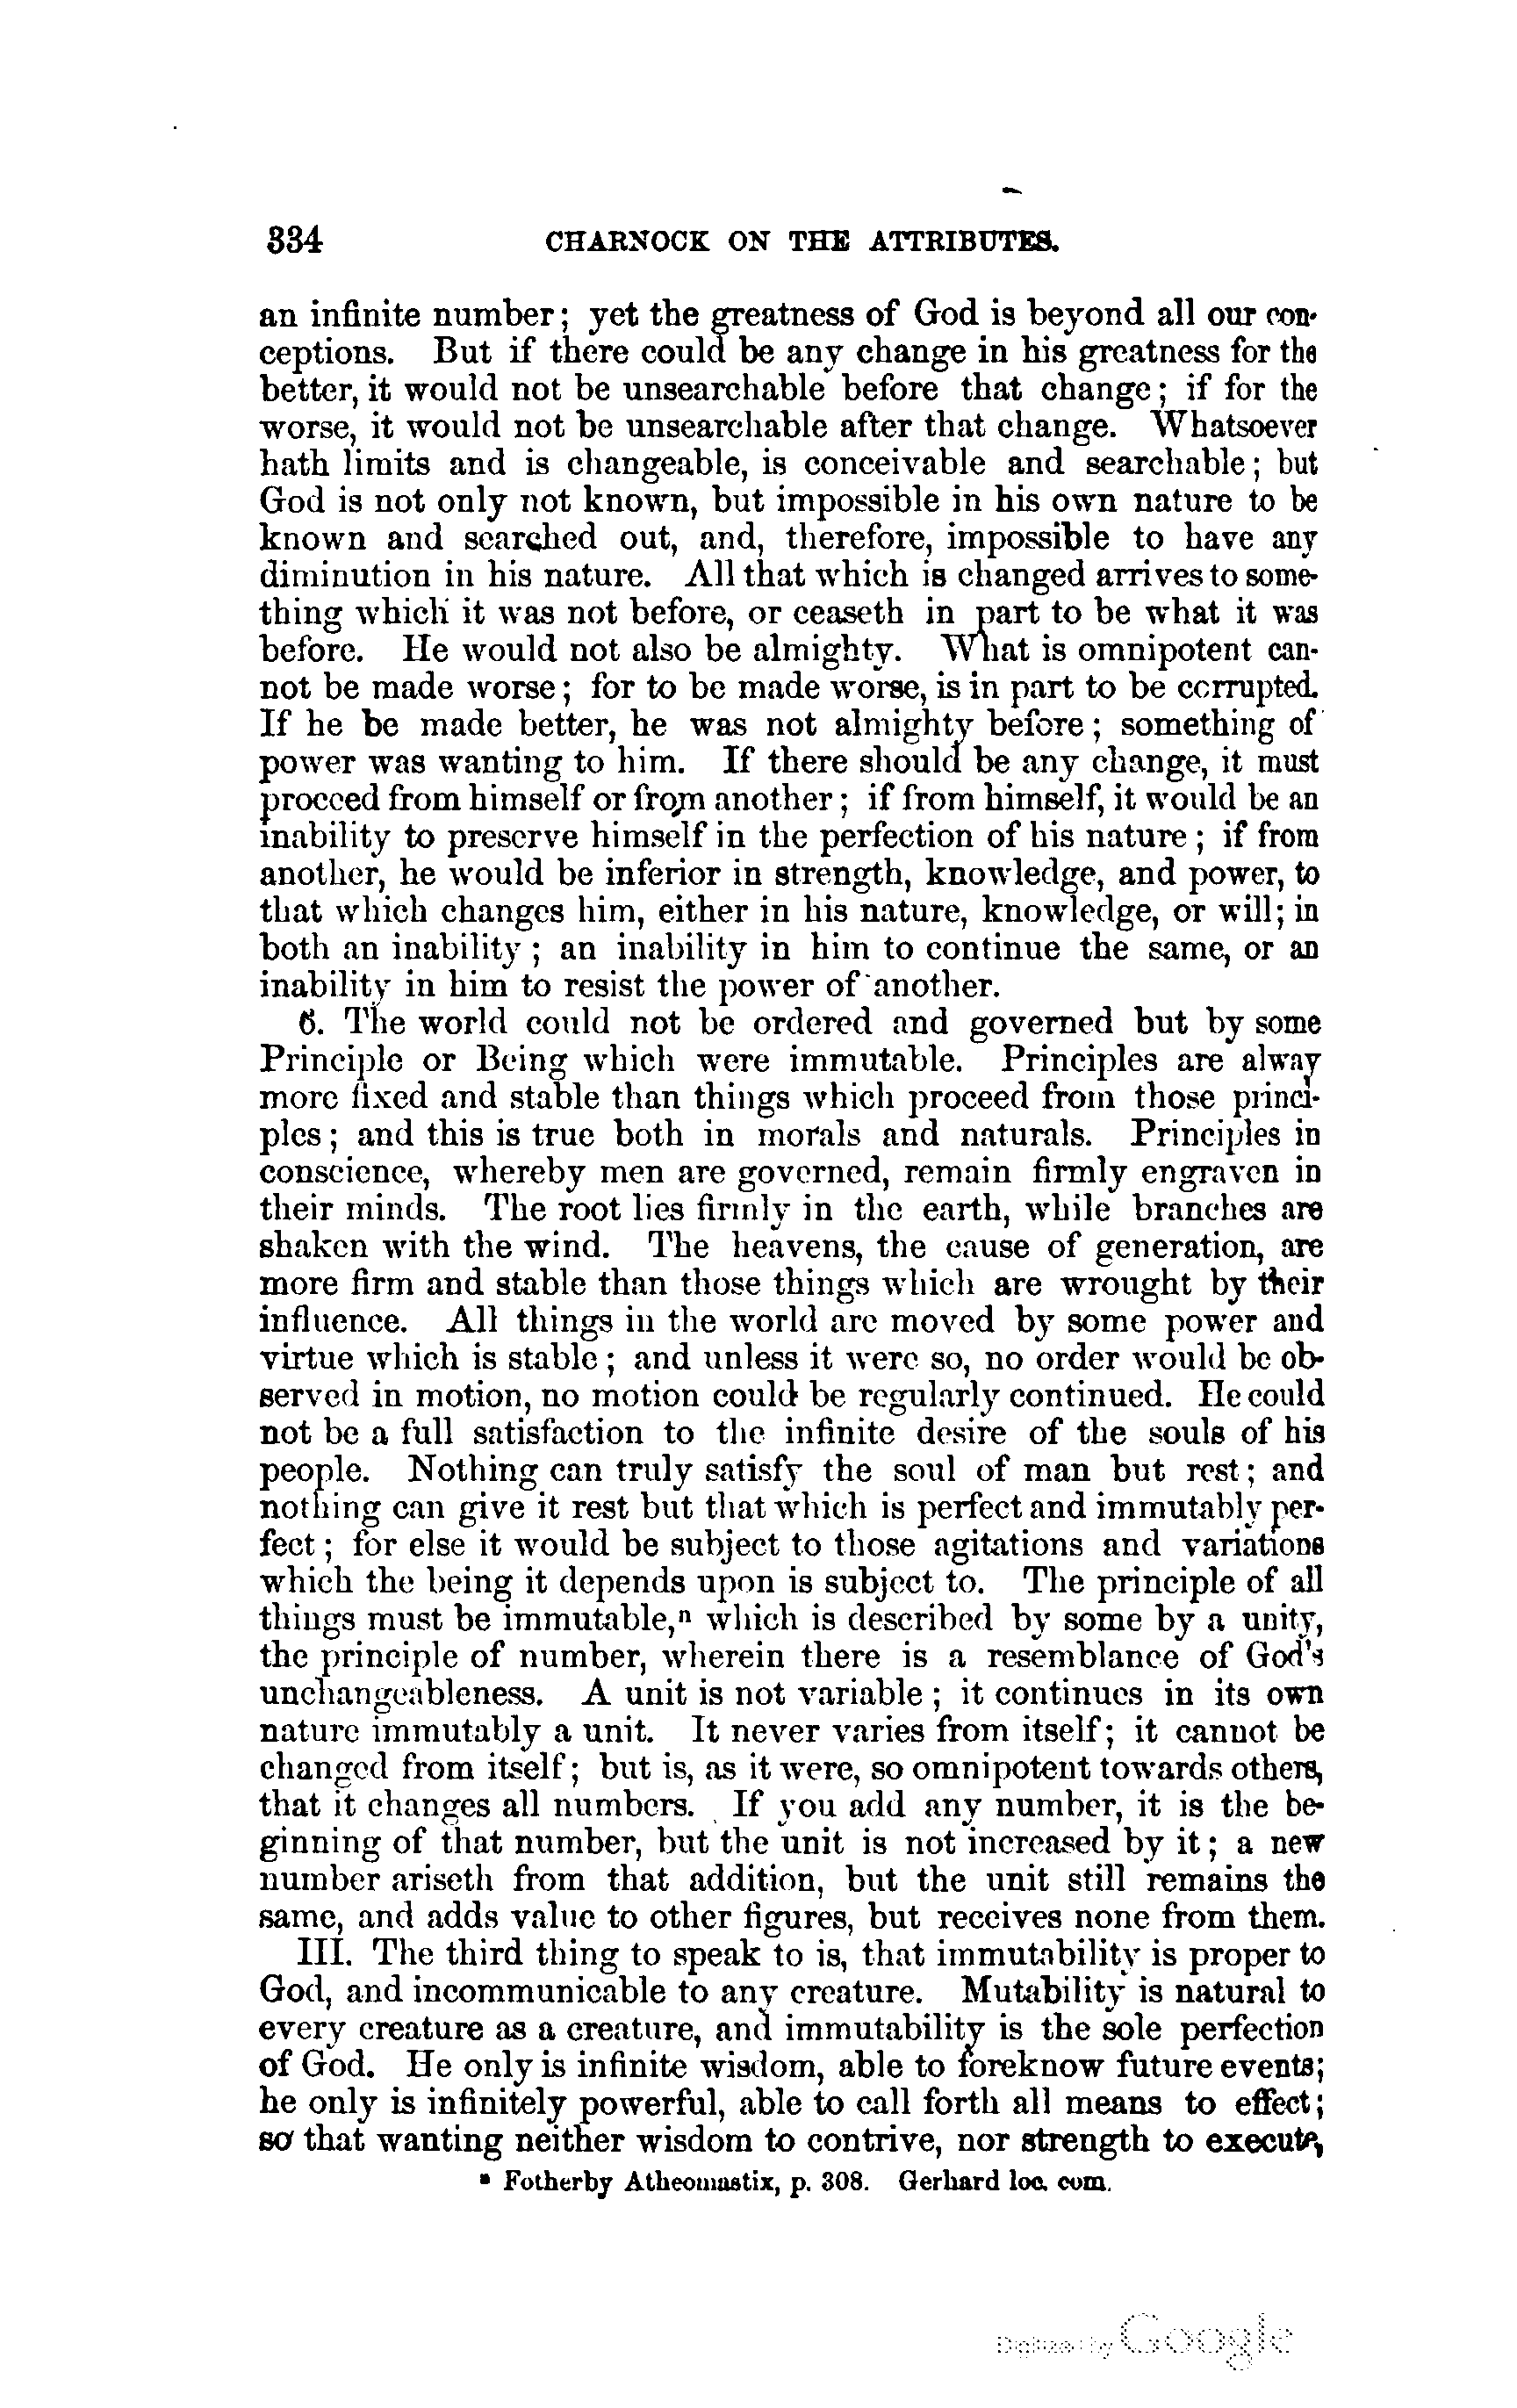 334 CHARNOCK ON THE ATTRIBUTES.
an infinite number; yet the greatness of God is beyond all our con-
ceptions. But if there could be any change in his greatness for the
better, it would not be unsearchable before that change; if for the
worse, it would not be unsearchable after that change. Whatsoever
hath limits and is changeable, is conceivable and searchable; but
God is not only not known, but impossible in his own nature to be
known and searched out, and, therefore, impossible to have any
diminution in his nature. All that which is changed arrives to some-
thing which it was not before, or ceaseth in part to be what it was
before. He would not also be almighty. What is omnipotent can-
not be made worse; for to be made worse, is in part to be corrupted.
If he be made better, he was not almighty before; something of
power was wanting to him. If there should be any change, it must
proceed from himself or from another; if from himself, it would be an
inability to preserve himself in the perfection of his nature; if from
another, he would be inferior in strength, knowledge, and power, to
that which changes him, either in his nature, knowledge, or will; in
both an inability; an inability in him to continue the same, or an
inability in him to resist the power of another.
6. The world could not be ordered and governed but by some
Principle or Being which were immutable. Principles are alway
more fixed and stable than things which proceed from those princi-
ples; and this is true both in morals and naturals. Principles in
conscience, whereby men are governed, remain firmly engraven in
their minds. The root lies firmly in the earth, while branches are
shaken with the wind. The heavens, the cause of generation, are
more firm and stable than those things which are wrought by their
influence. All things in the world are moved by some power and
virtue which is stable; and unless it were so, no order would be ob-
served in motion, no motion could be regularly continued. He could
not be a full satisfaction to the infinite desire of the souls of his
people. Nothing can truly satisfy the soul of man but rest; and
nothing can give it rest but that which is perfect and immutably per-
fect; for else it would be subject to those agitations and variations
which the being it depends upon is subject to. The principle of all
things must be immutable,ⁿ which is described by some by a unity,
the principle of number, wherein there is a resemblance of God's
unchangeableness. A unit is not variable; it continues in its own
nature immutably a unit. It never varies from itself; it cannot be
changed from itself; but is, as it were, so omnipotent towards others,
that it changes all numbers. If you add any number, it is the be-
ginning of that number, but the unit is not increased by it; a new
number ariseth from that addition, but the unit still remains the
same, and adds value to other figures, but receives none from them.
III. The third thing to speak to is, that immutability is proper to
God, and incommunicable to any creature. Mutability is natural to
every creature as a creature, and immutability is the sole perfection
of God. He only is infinite wisdom, able to foreknow future events;
he only is infinitely powerful, able to call forth all means to effect;
so that wanting neither wisdom to contrive, nor strength to execute,
ⁿ Fotherby Atheomastix, p. 308. Gerhard loc. com.
Digitized by Google